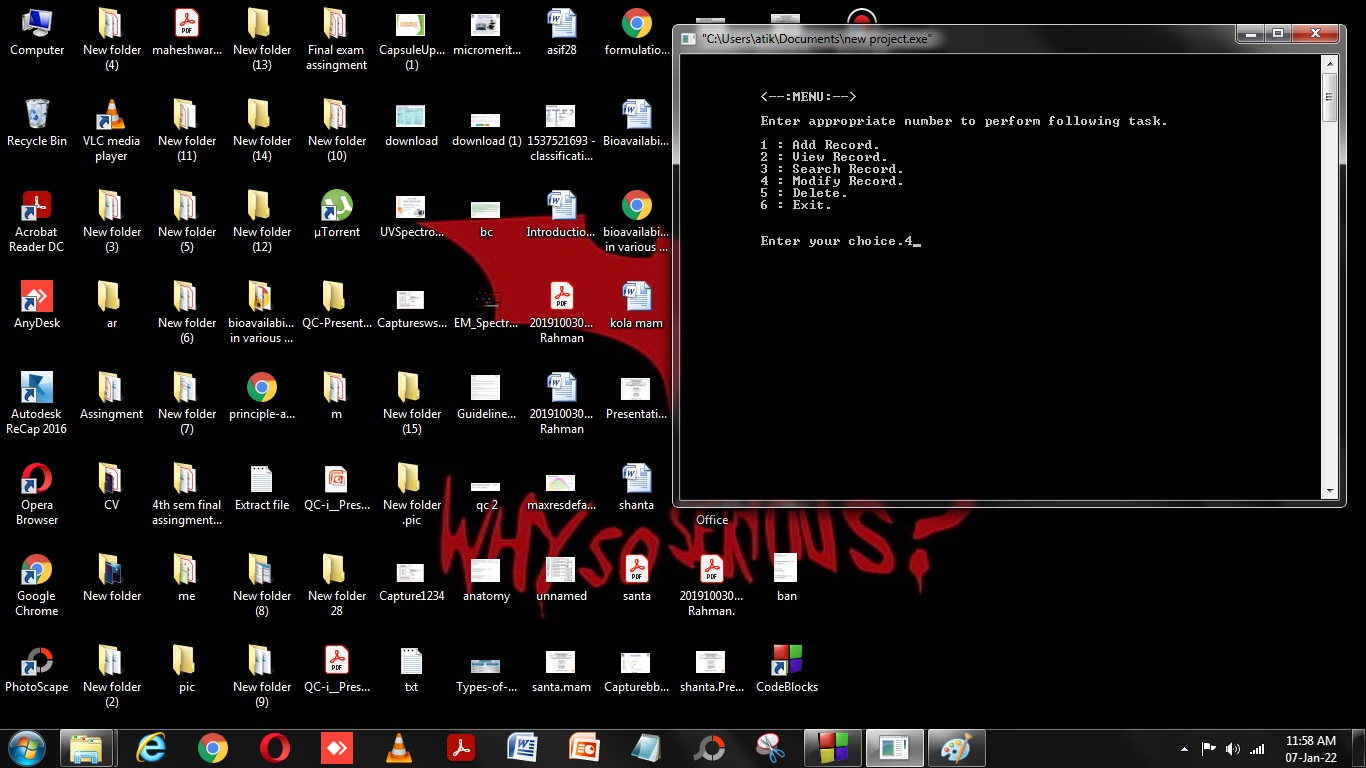 Computer
New folder
(4)
maheshwar...
New folder
(13)
Final exam
assingment
CapsuleUp...
(1)
micromerit...
asif28
formulatio...
Recycle Bin
VLC media
player
New folder
(11)
New folder
(14)
New folder
(10)
download
download (1)
1537521693 -
classificati...
Bioavailabi...
Acrobat
Reader DC
New folder
(3)
New folder
(5)
New folder
(12)
µTorrent
UVSpectro...
bc
Introductio...
bioavailabi...
in various ...
AnyDesk
ar
New folder
(6)
bioavailabi...
in various ...
QC-Present...
Capturesws...
EM_Spectr...
201910030...
Rahman
kola mam
Autodesk
ReCap 2016
Assingment
New folder
(7)
principle-a...
m
New folder
(15)
Guideline...
201910030...
Rahman
Presentati...
Opera
Browser
CV
4th sem final
assingment...
Extract file
QC-i__Pres...
New folder
.pic
qc 2
maxresdefa...
shanta
Office
Google
Chrome
New folder
me
New folder
(8)
New folder
28
Capture1234
anatomy
unnamed
santa
201910030...
Rahman.
ban
PhotoScape
New folder
(2)
pic
New folder
(9)
QC-i__Pres...
txt
Types-of-...
santa.mam
Capturebb...
shanta.Pre...
CodeBlocks
WHY SO SERIOUS?
"C:\Users\atik\Documents\new project.exe"
<--:MENU:-->
Enter appropriate number to perform following task.
1 : Add Record.
2 : View Record.
3 : Search Record.
4 : Modify Record.
5 : Delete.
6 : Exit.
Enter your choice.4_
11:58 AM
07-Jan-22